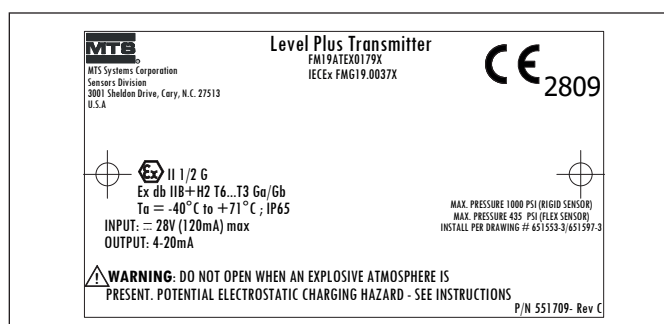 MTS
MTS Systems Corporation
Sensors Division
3001 Sheldon Drive, Cary, N.C. 27513
U.S.A
Level Plus Transmitter
FM19ATEX0179X
IECEx FMG19.0037X
CE 2809
Ex II 1/2 G
Ex db IIB+H2 T6...T3 Ga/Gb
Ta = -40°C to +71°C ; IP65
INPUT: ⎓ 28V (120mA) max
OUTPUT: 4-20mA
MAX. PRESSURE 1000 PSI (RIGID SENSOR)
MAX. PRESSURE 435 PSI (FLEX SENSOR)
INSTALL PER DRAWING # 651553-3/651597-3
WARNING: DO NOT OPEN WHEN AN EXPLOSIVE ATMOSPHERE IS
PRESENT. POTENTIAL ELECTROSTATIC CHARGING HAZARD - SEE INSTRUCTIONS
P/N 551709- Rev C